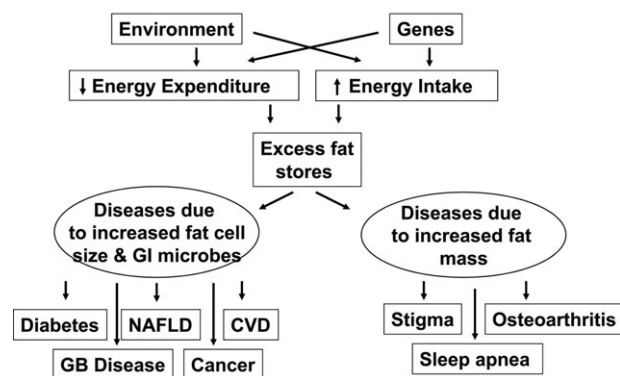 Environment
Genes
↓ Energy Expenditure
↑ Energy Intake
Excess fat
stores
Diseases due
to increased fat cell
size & GI microbes
Diseases due
to increased fat
mass
Diabetes
NAFLD
CVD
GB Disease
Cancer
Stigma
Osteoarthritis
Sleep apnea